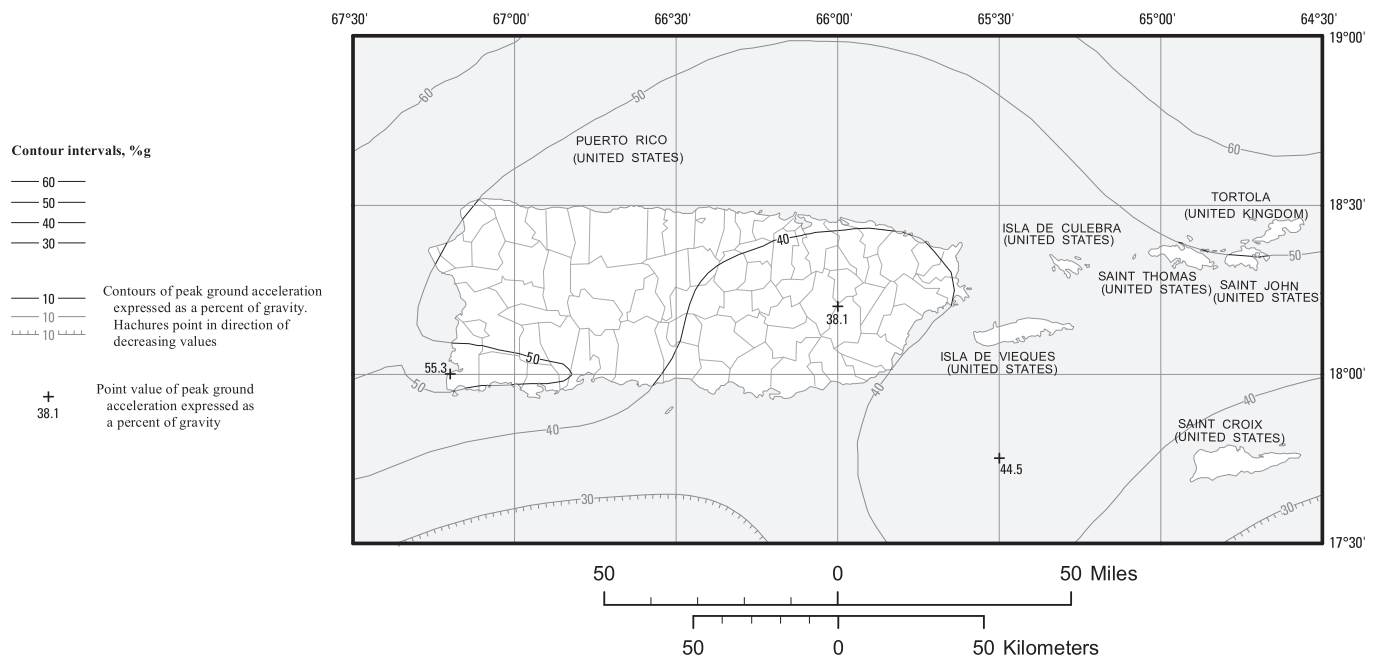 67°30'
67°00'
66°30'
66°00'
65°30'
65°00'
64°30'
19°00'
18°30'
18°00'
17°30'
Contour intervals, %g
60
50
40
30
10
10
10
Contours of peak ground acceleration
expressed as a percent of gravity.
Hachures point in direction of
decreasing values
38.1
Point value of peak ground
acceleration expressed as
a percent of gravity
60
50
60
PUERTO RICO
(UNITED STATES)
TORTOLA
(UNITED KINGDOM)
ISLA DE CULEBRA
(UNITED STATES)
40
50
SAINT THOMAS
(UNITED STATES)
SAINT JOHN
(UNITED STATES
38.1
50
ISLA DE VIEQUES
(UNITED STATES)
55.3
50
40
40
40
SAINT CROIX
(UNITED STATES)
44.5
30
30
50 0 50 Miles
50 0 50 Kilometers